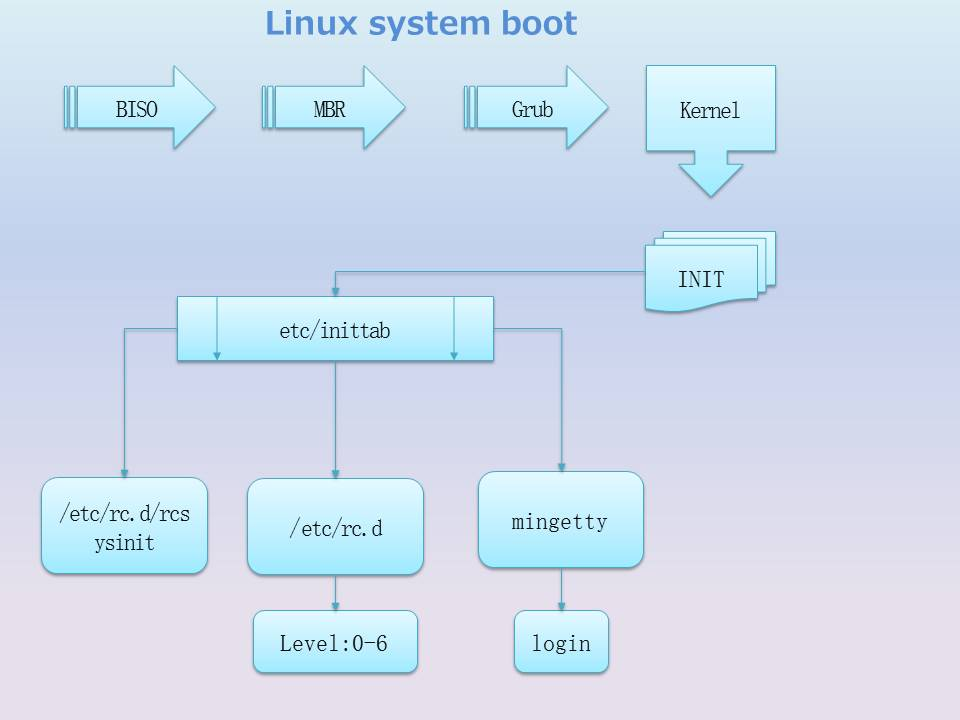 Linux system boot
BISO
MBR
Grub
Kernel
INIT
etc/inittab
/etc/rc.d/rcs
ysinit
/etc/rc.d
mingetty
Level:0-6
login